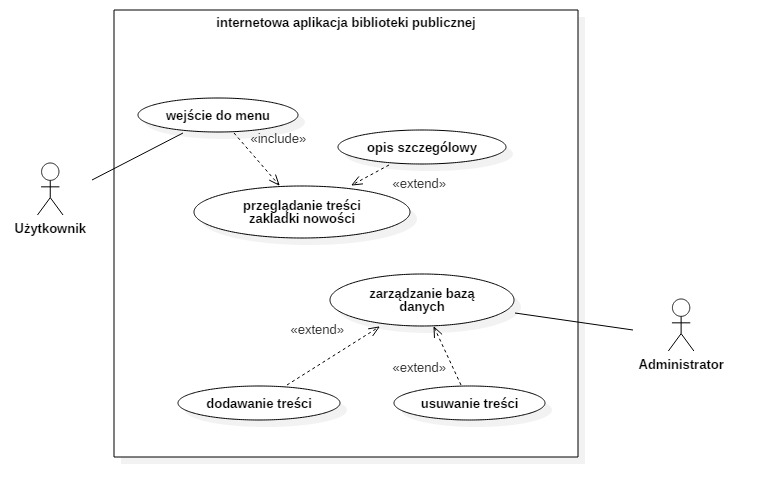 internetowa aplikacja biblioteki publicznej
wejście do menu
«include»
opis szczegółowy
«extend»
przeglądanie treści
zakladki nowości
Użytkownik
zarządzanie bazą
danych
«extend»
«extend»
Administrator
dodawanie treści
usuwanie treści